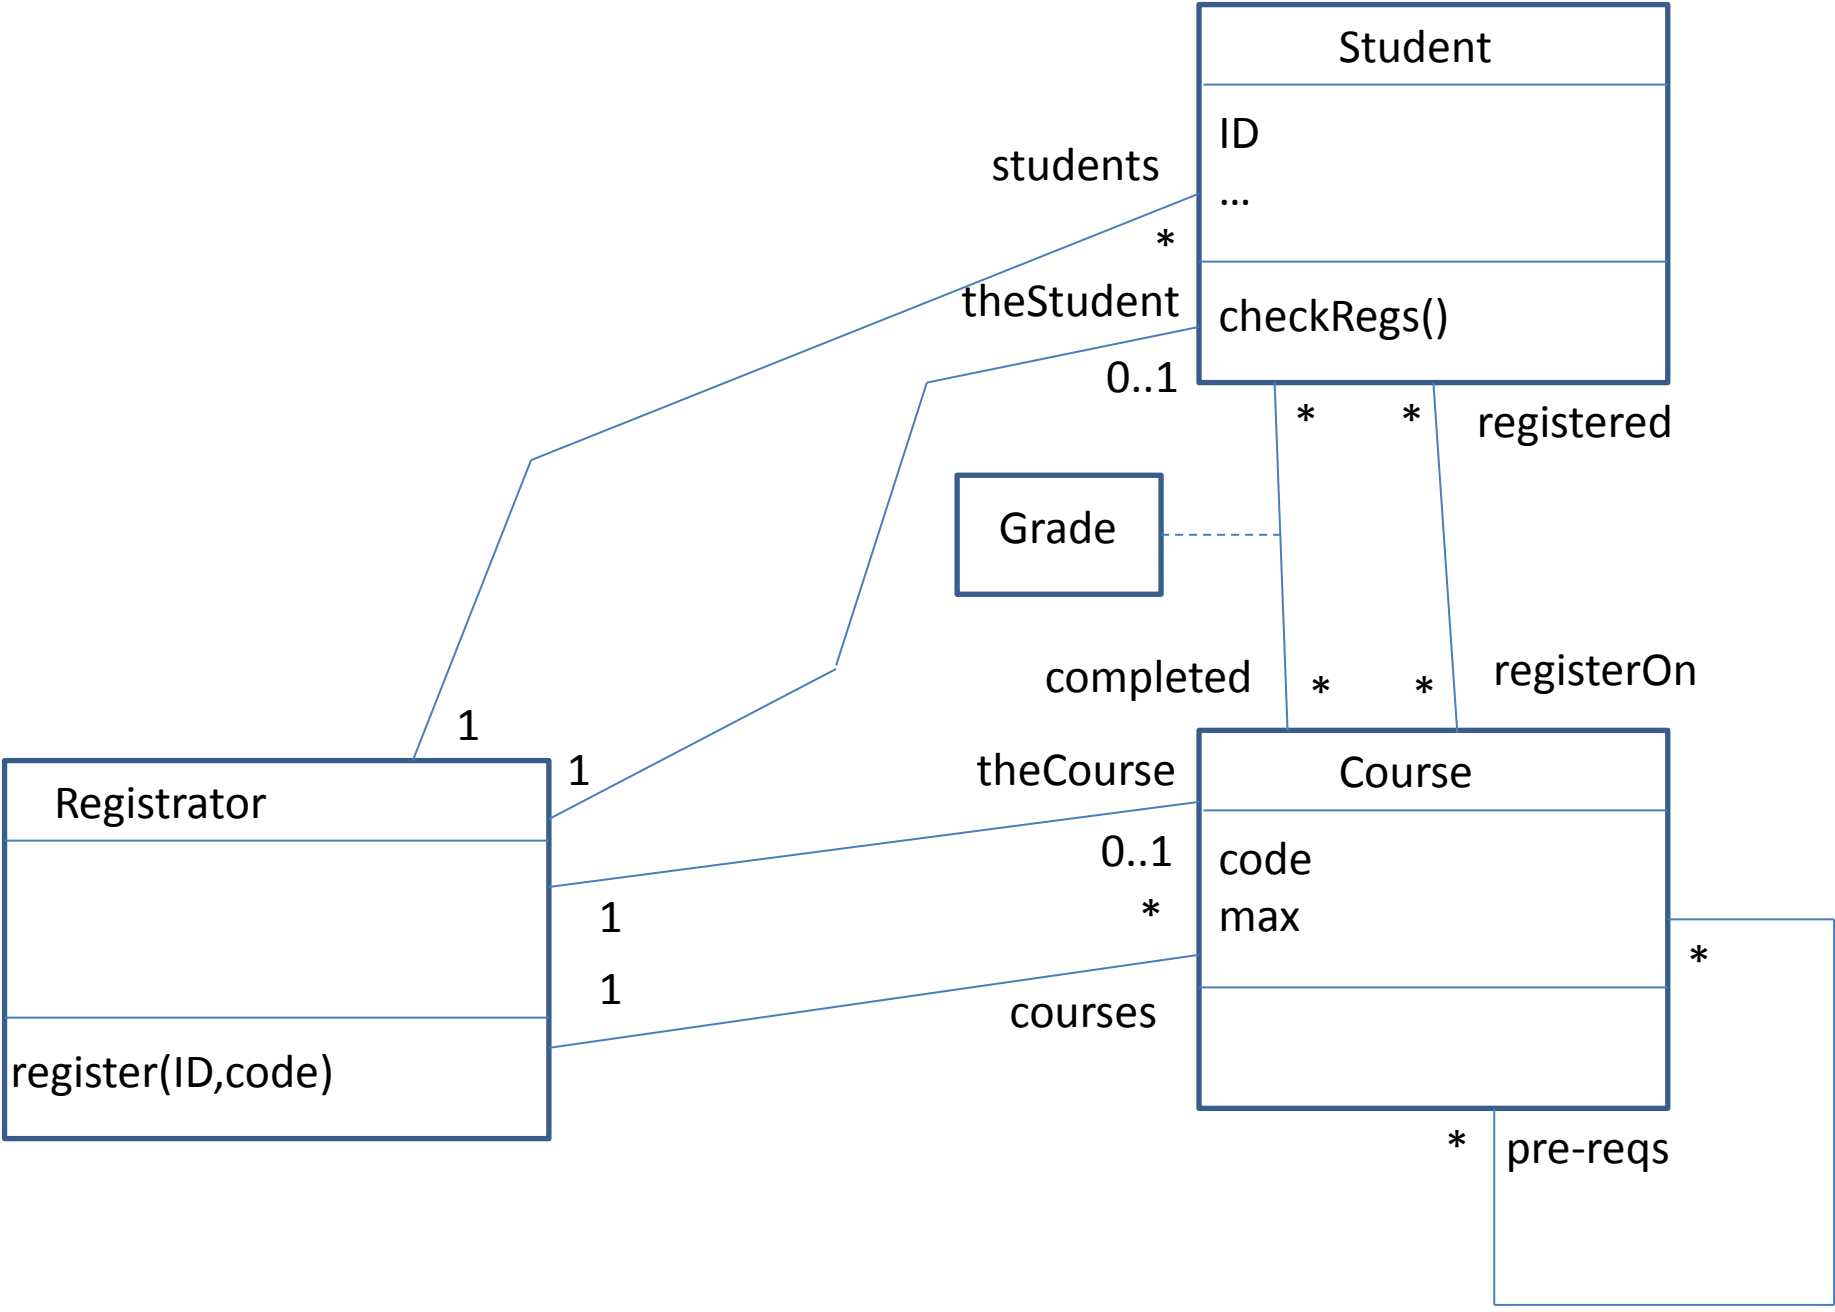 Student
ID
...
checkRegs()
students
*
theStudent
0..1
*
*
registered
Grade
completed
*
*
registerOn
1
1
Registrator
register(ID,code)
theCourse
0..1
1
*
1
courses
Course
code
max
*
*
pre-reqs